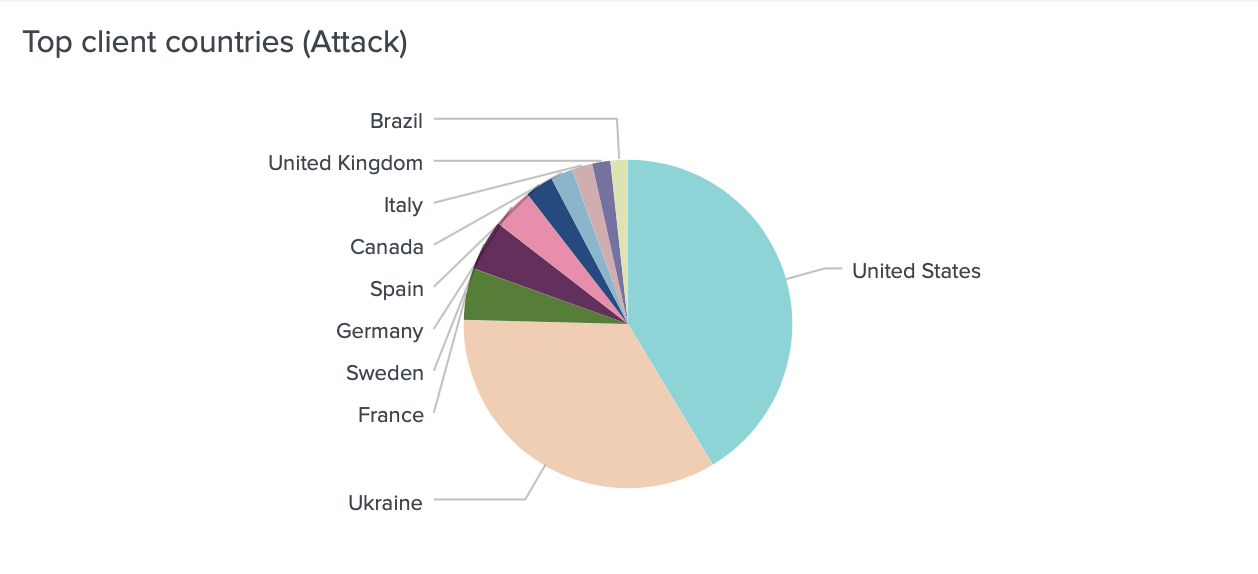 Top client countries (Attack)
Brazil
United Kingdom
Italy
Canada
Spain
Germany
Sweden
France
Ukraine
United States